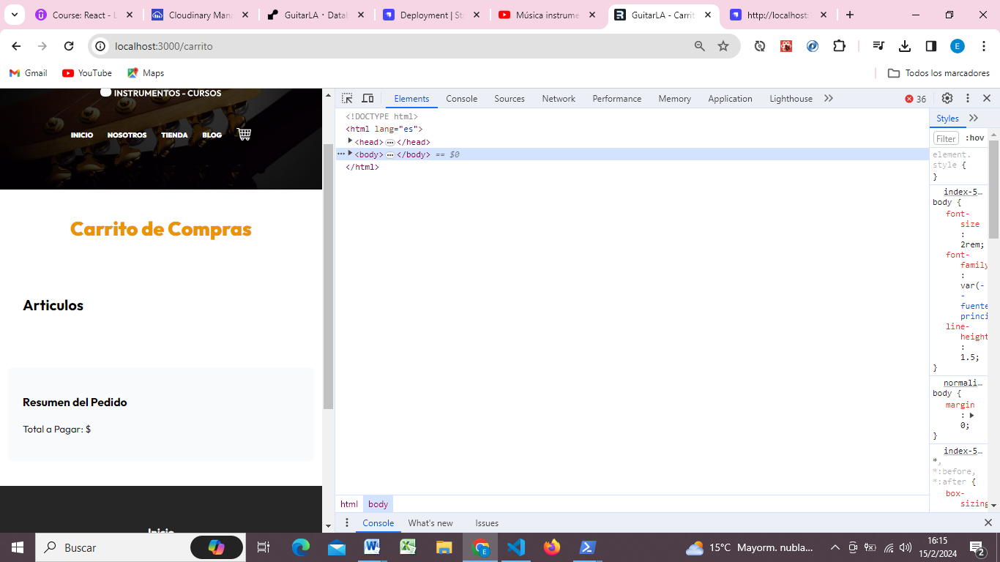 Course: React - L
Cloudinary Mana
GuitarLA · Datab
Deployment | St
Música instrume
GuitarLA - Carrit
http://localhost:
localhost:3000/carrito
E
Gmail
YouTube
Maps
Todos los marcadores
INSTRUMENTOS - CURSOS
INICIO NOSOTROS TIENDA BLOG
Carrito de Compras
Articulos
Resumen del Pedido
Total a Pagar: $
Inicio
Elements Console Sources Network Performance Memory Application Lighthouse
36
<!DOCTYPE html>
<html lang="es">
<head> ⋯ </head>
<body> ⋯ </body> == $0
</html>
Styles
Filter :hov
element.
style {
}
index-5…
body {
font-
size
:
2rem;
font-
family
:
var(-
-
fuente
princi
line-
height
:
1.5;
}
normali…
body {
margin
: ▶
0;
}
index-5…
*,
*:before,
*:after {
box-
sizing
html body
Console What's new Issues
Buscar
15°C Mayorm. nubla...
16:15
15/2/2024
2